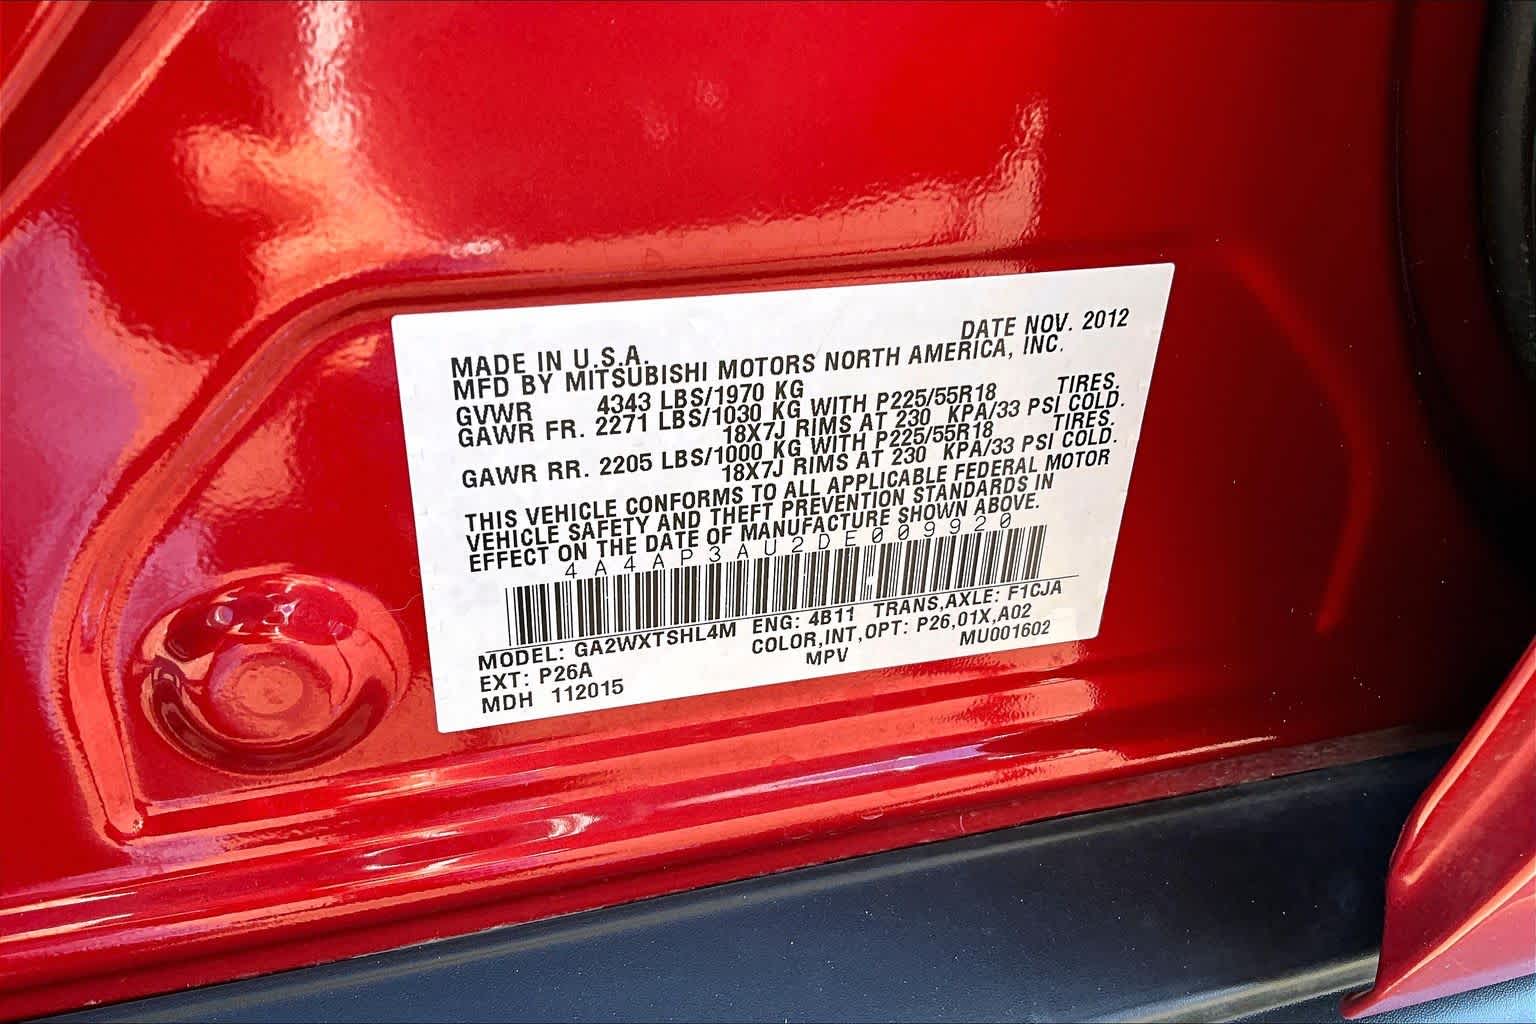 DATE NOV. 2012
MADE IN U.S.A.
MFD BY MITSUBISHI MOTORS NORTH AMERICA, INC.
GVWR 4343 LBS/1970 KG
GAWR FR. 2271 LBS/1030 KG WITH P225/55R18 TIRES.
18X7J RIMS AT 230 KPA/33 PSI COLD.
GAWR RR. 2205 LBS/1000 KG WITH P225/55R18 TIRES.
18X7J RIMS AT 230 KPA/33 PSI COLD.
THIS VEHICLE CONFORMS TO ALL APPLICABLE FEDERAL MOTOR
VEHICLE SAFETY AND THEFT PREVENTION STANDARDS IN
EFFECT ON THE DATE OF MANUFACTURE SHOWN ABOVE.
4A4AP3AU2DE009920
MODEL: GA2WXTSHL4M ENG: 4B11 TRANS,AXLE: F1CJA
EXT: P26A COLOR,INT,OPT: P26,01X,A02
MDH 112015 MPV MU001602